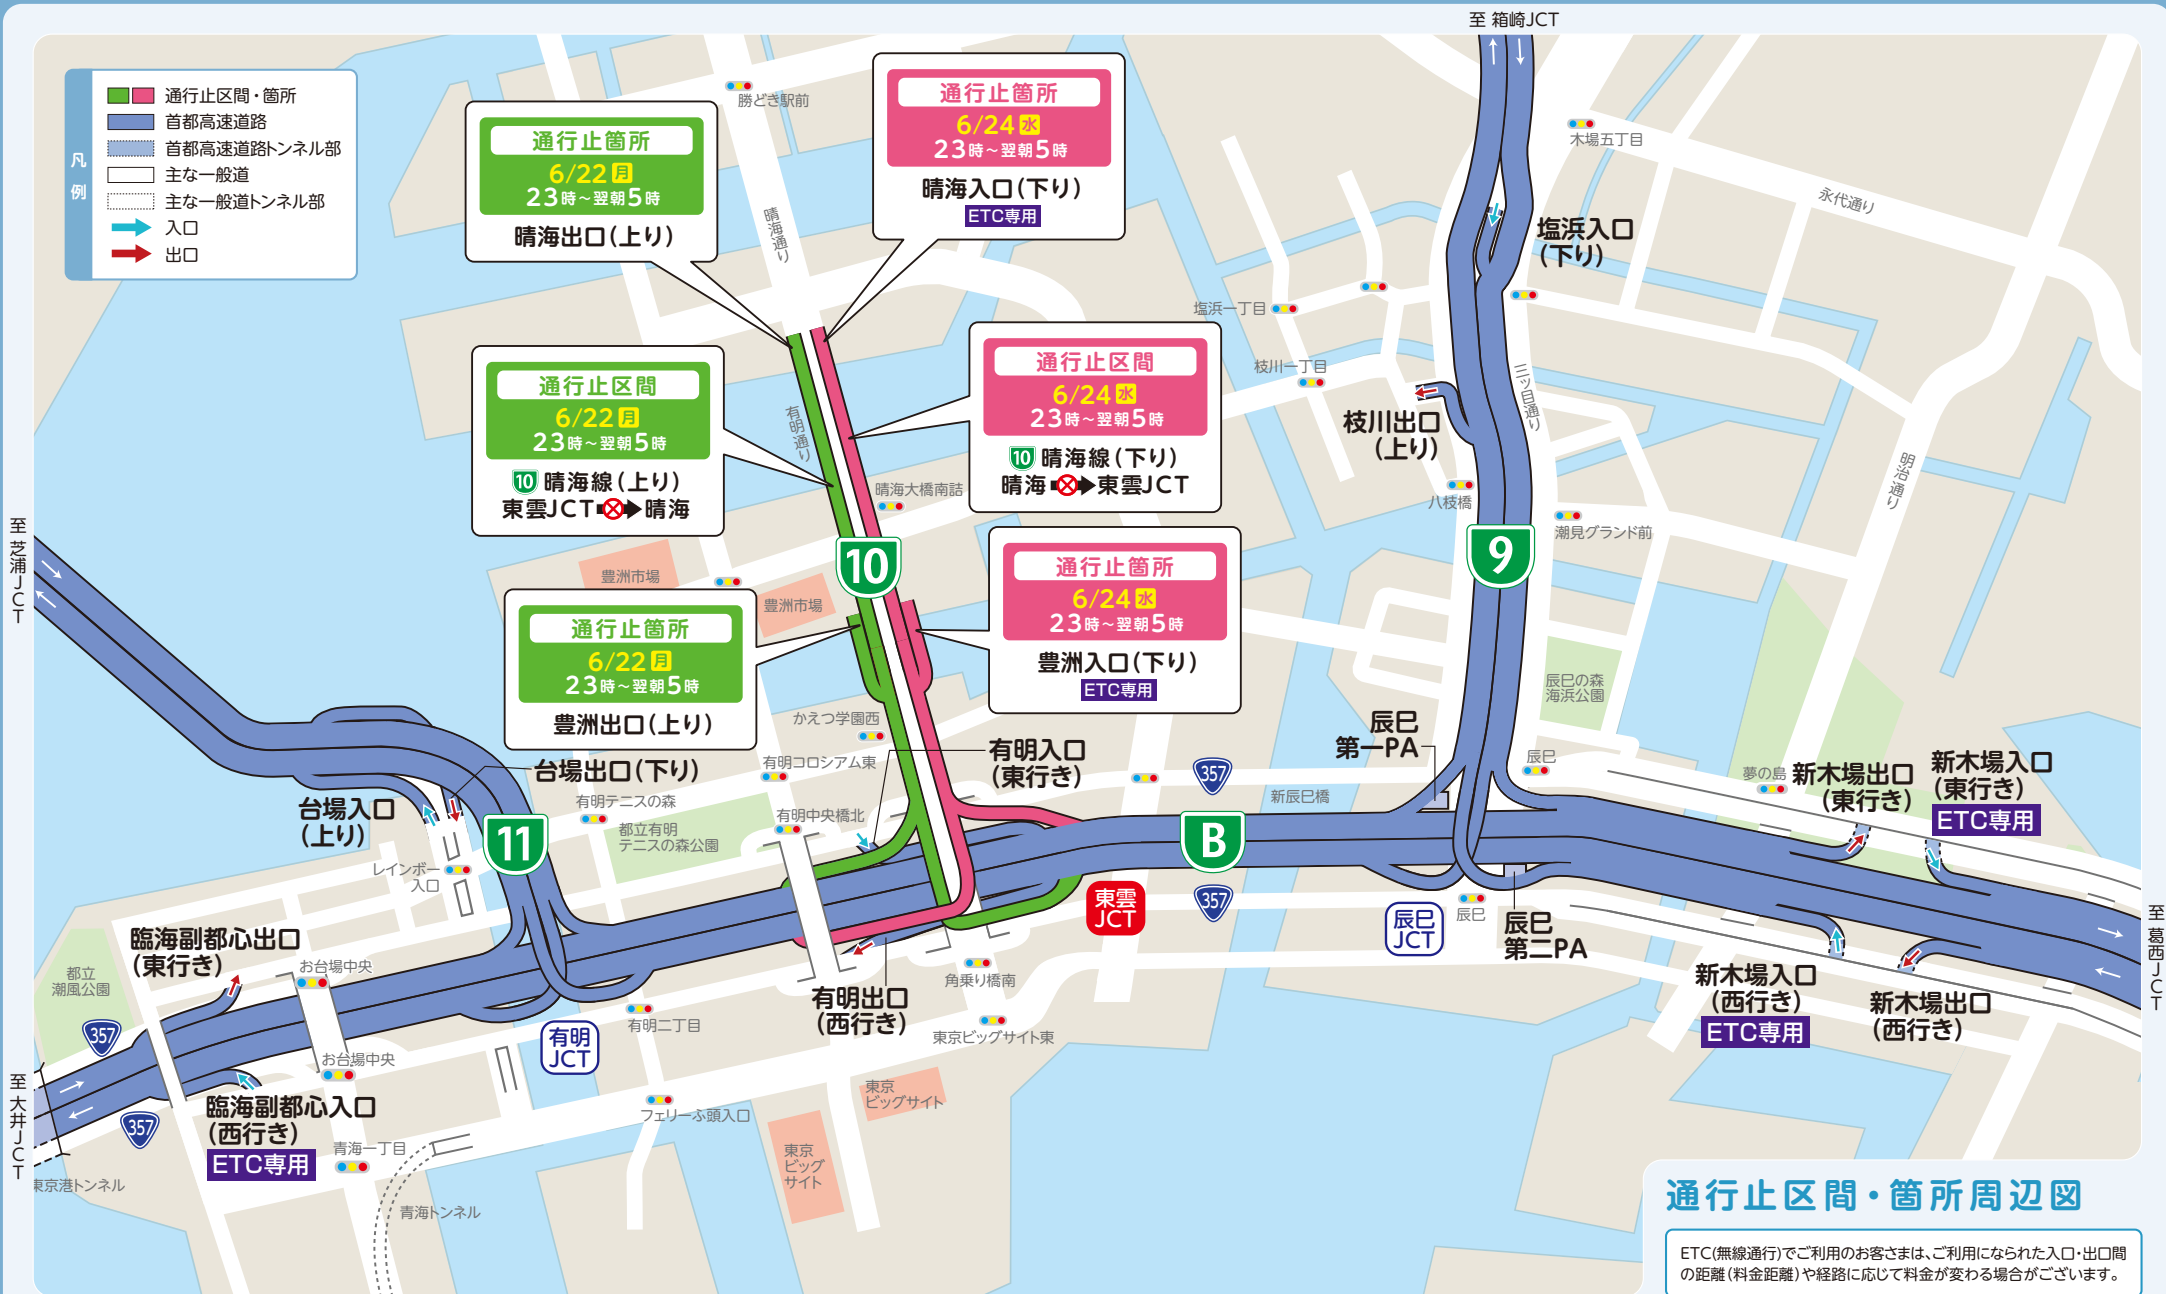 至 箱崎JCT
凡例
通行止区間・箇所
首都高速道路
首都高速道路トンネル部
主な一般道
主な一般道トンネル部
入口
出口
通行止箇所
6/22 月
23時～翌朝5時
晴海出口(上り)
通行止箇所
6/24 水
23時～翌朝5時
晴海入口(下り)
ETC専用
勝どき駅前
晴海通り
木場五丁目
永代通り
塩浜入口
(下り)
塩浜一丁目
枝川一丁目
三ッ目通り
枝川出口
(上り)
明治通り
通行止区間
6/22 月
23時～翌朝5時
10 晴海線(上り)
東雲JCT 晴海
有明通り
通行止区間
6/24 水
23時～翌朝5時
10 晴海線(下り)
晴海 東雲JCT
晴海大橋南詰
八枝橋
潮見グランド前
至 芝浦JCT
10
9
豊洲市場
豊洲市場
通行止箇所
6/22 月
23時～翌朝5時
豊洲出口(上り)
通行止箇所
6/24 水
23時～翌朝5時
豊洲入口(下り)
ETC専用
辰巳の森
海浜公園
かえつ学園西
有明コロシアム東
有明入口
(東行き)
辰巳
第一PA
辰巳
357
新辰巳橋
夢の島
新木場出口
(東行き)
新木場入口
(東行き)
ETC専用
台場出口(下り)
台場入口
(上り)
有明テニスの森
都立有明
テニスの森公園
有明中央橋北
11
B
レインボー
入口
東雲
JCT
357
辰巳
JCT
辰巳
辰巳
第二PA
至 葛西JCT
臨海副都心出口
(東行き)
お台場中央
都立
潮風公園
角乗り橋南
有明出口
(西行き)
新木場入口
(西行き)
ETC専用
新木場出口
(西行き)
357
有明
JCT
有明二丁目
東京ビッグサイト東
お台場中央
至 大井JCT
357
臨海副都心入口
(西行き)
ETC専用
東京
ビッグサイト
フェリーふ頭入口
青海一丁目
東京
ビッグ
サイト
東京港トンネル
青海トンネル
通行止区間・箇所周辺図
ETC(無線通行)でご利用のお客さまは、ご利用になられた入口・出口間
の距離(料金距離)や経路に応じて料金が変わる場合がございます。